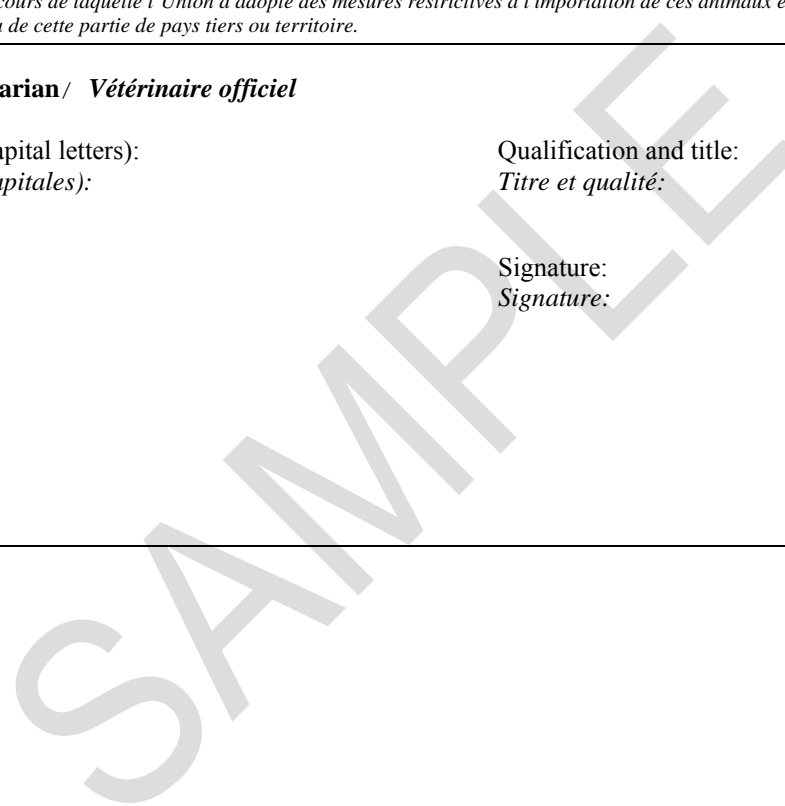 cours de laquelle l'Union a adopté des mesures restrictives à l'importation de ces animaux e
de cette partie de pays tiers ou territoire.
arian / Vétérinaire officiel
apital letters):
Qualification and title:
apitales):
Titre et qualité:
Signature:
Signature:
SAMPLE